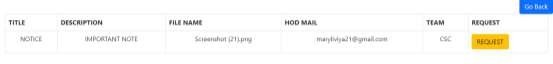 Go Back
TITLE DESCRIPTION FILE NAME HOD MAIL TEAM REQUEST
NOTICE IMPORTANT NOTE Screenshot (21).png maryliviya21@gmail.com CSC REQUEST